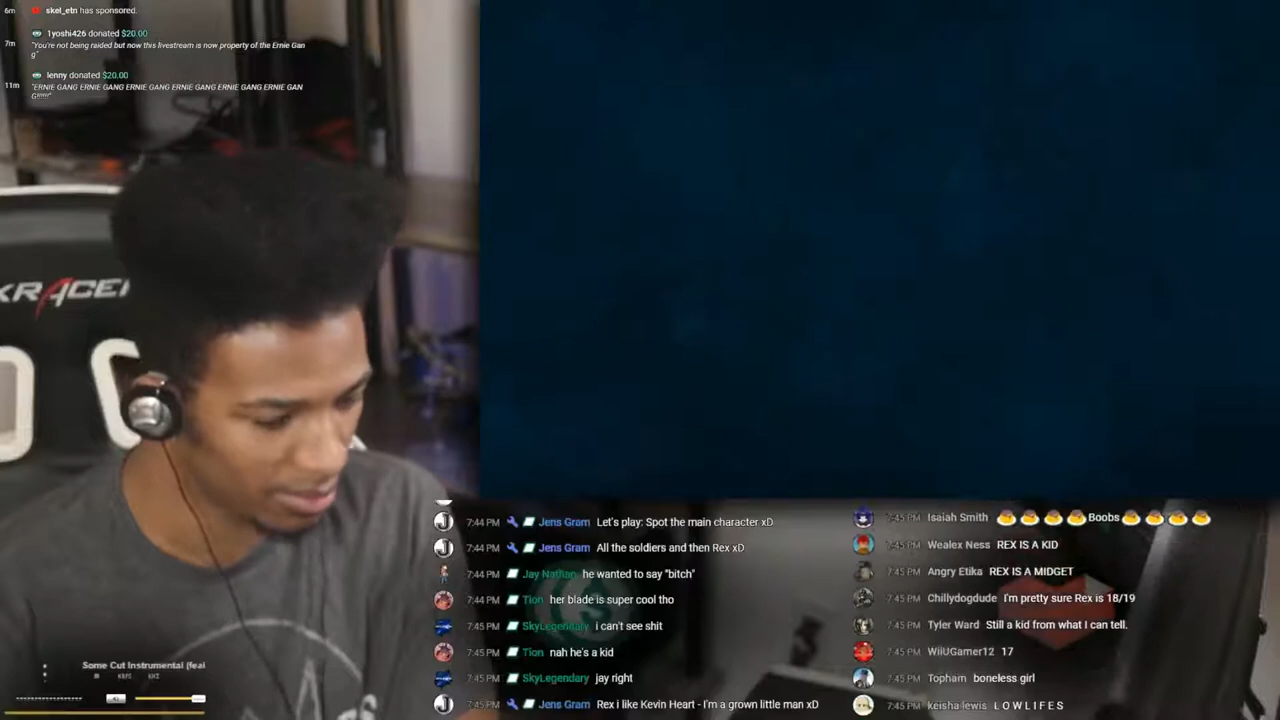 6m skel_etn has sponsored.
1yoshi426 donated $20.00
7m "You're not being raided but now this livestream is now property of the Ernie Gan
g"
lenny donated $20.00
11m "ERNIE GANG ERNIE GANG ERNIE GANG ERNIE GANG ERNIE GANG ERNIE GAN
XRACER
7:44 PM Jens Gram Let's play: Spot the main character xD
7:44 PM Jens Gram All the soldiers and then Rex xD
7:44 PM Jay Nathan he wanted to say "bitch"
7:44 PM Tion her blade is super cool tho
7:45 PM SkyLegendary i can't see shit
7:45 PM Tion nah he's a kid
7:45 PM SkyLegendary jay right
7:45 PM Jens Gram Rex i like Kevin Heart - I'm a grown little man xD
7:45 PM Isaiah Smith Boobs
7:45 PM Wealex Ness REX IS A KID
7:45 PM Angry Etika REX IS A MIDGET
7:45 PM Chillydogdude I'm pretty sure Rex is 18/19
7:45 PM Tyler Ward Still a kid from what I can tell.
7:45 PM WiiUGamer12 17
7:45 PM Topham boneless girl
7:45 PM keisha lewis L O W L I F E S
Some Cut Instrumental (feat
KBPS KHZ